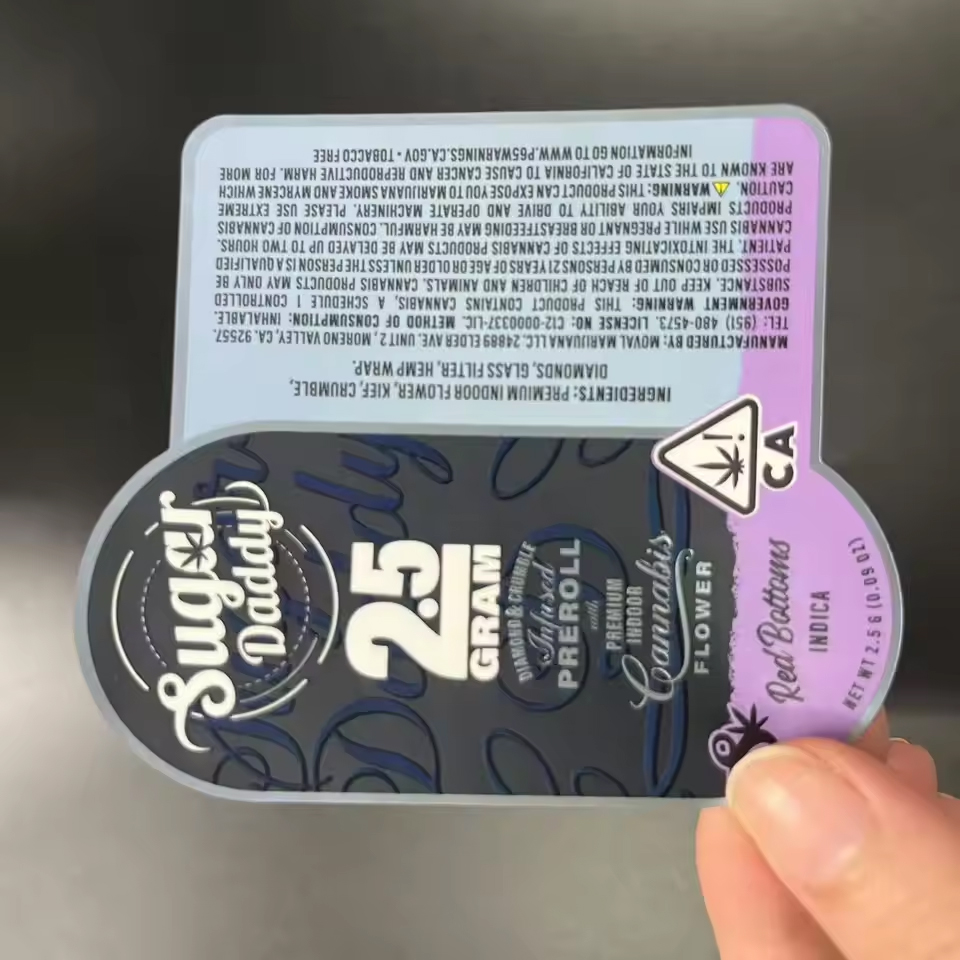 Sugar
Daddy
2.5
GRAM
DIAMOND & CRUMBLE
Infused
PREROLL
with
PREMIUM
INDOOR
Cannabis
FLOWER
Red Bottoms
INDICA
NET WT 2.5 G (0.09 OZ)
CA
INGREDIENTS: PREMIUM INDOOR FLOWER, KIEF, CRUMBLE,
DIAMONDS, GLASS FILTER, HEMP WRAP.
MANUFACTURED BY: MOVAL MARIJUANA LLC. 24889 ELDER AVE. UNIT 2, MORENO VALLEY, CA. 92557.
TEL: (951) 480-4573. LICENSE NO: C12-0000337-LIC. METHOD OF CONSUMPTION: INHALABLE.
GOVERNMENT WARNING: THIS PRODUCT CONTAINS CANNABIS, A SCHEDULE 1 CONTROLLED
SUBSTANCE. KEEP OUT OF REACH OF CHILDREN AND ANIMALS. CANNABIS PRODUCTS MAY ONLY BE
POSSESSED OR CONSUMED BY PERSONS 21 YEARS OF AGE OR OLDER UNLESS THE PERSON IS A QUALIFIED
PATIENT. THE INTOXICATING EFFECTS OF CANNABIS PRODUCTS MAY BE DELAYED UP TO TWO HOURS.
CANNABIS USE WHILE PREGNANT OR BREASTFEEDING MAY BE HARMFUL. CONSUMPTION OF CANNABIS
PRODUCTS IMPAIRS YOUR ABILITY TO DRIVE AND OPERATE MACHINERY. PLEASE USE EXTREME
CAUTION. ⚠WARNING: THIS PRODUCT CAN EXPOSE YOU TO MARIJUANA SMOKE AND MYRCENE WHICH
ARE KNOWN TO THE STATE OF CALIFORNIA TO CAUSE CANCER AND REPRODUCTIVE HARM. FOR MORE
INFORMATION GO TO WWW.P65WARNINGS.CA.GOV • TOBACCO FREE